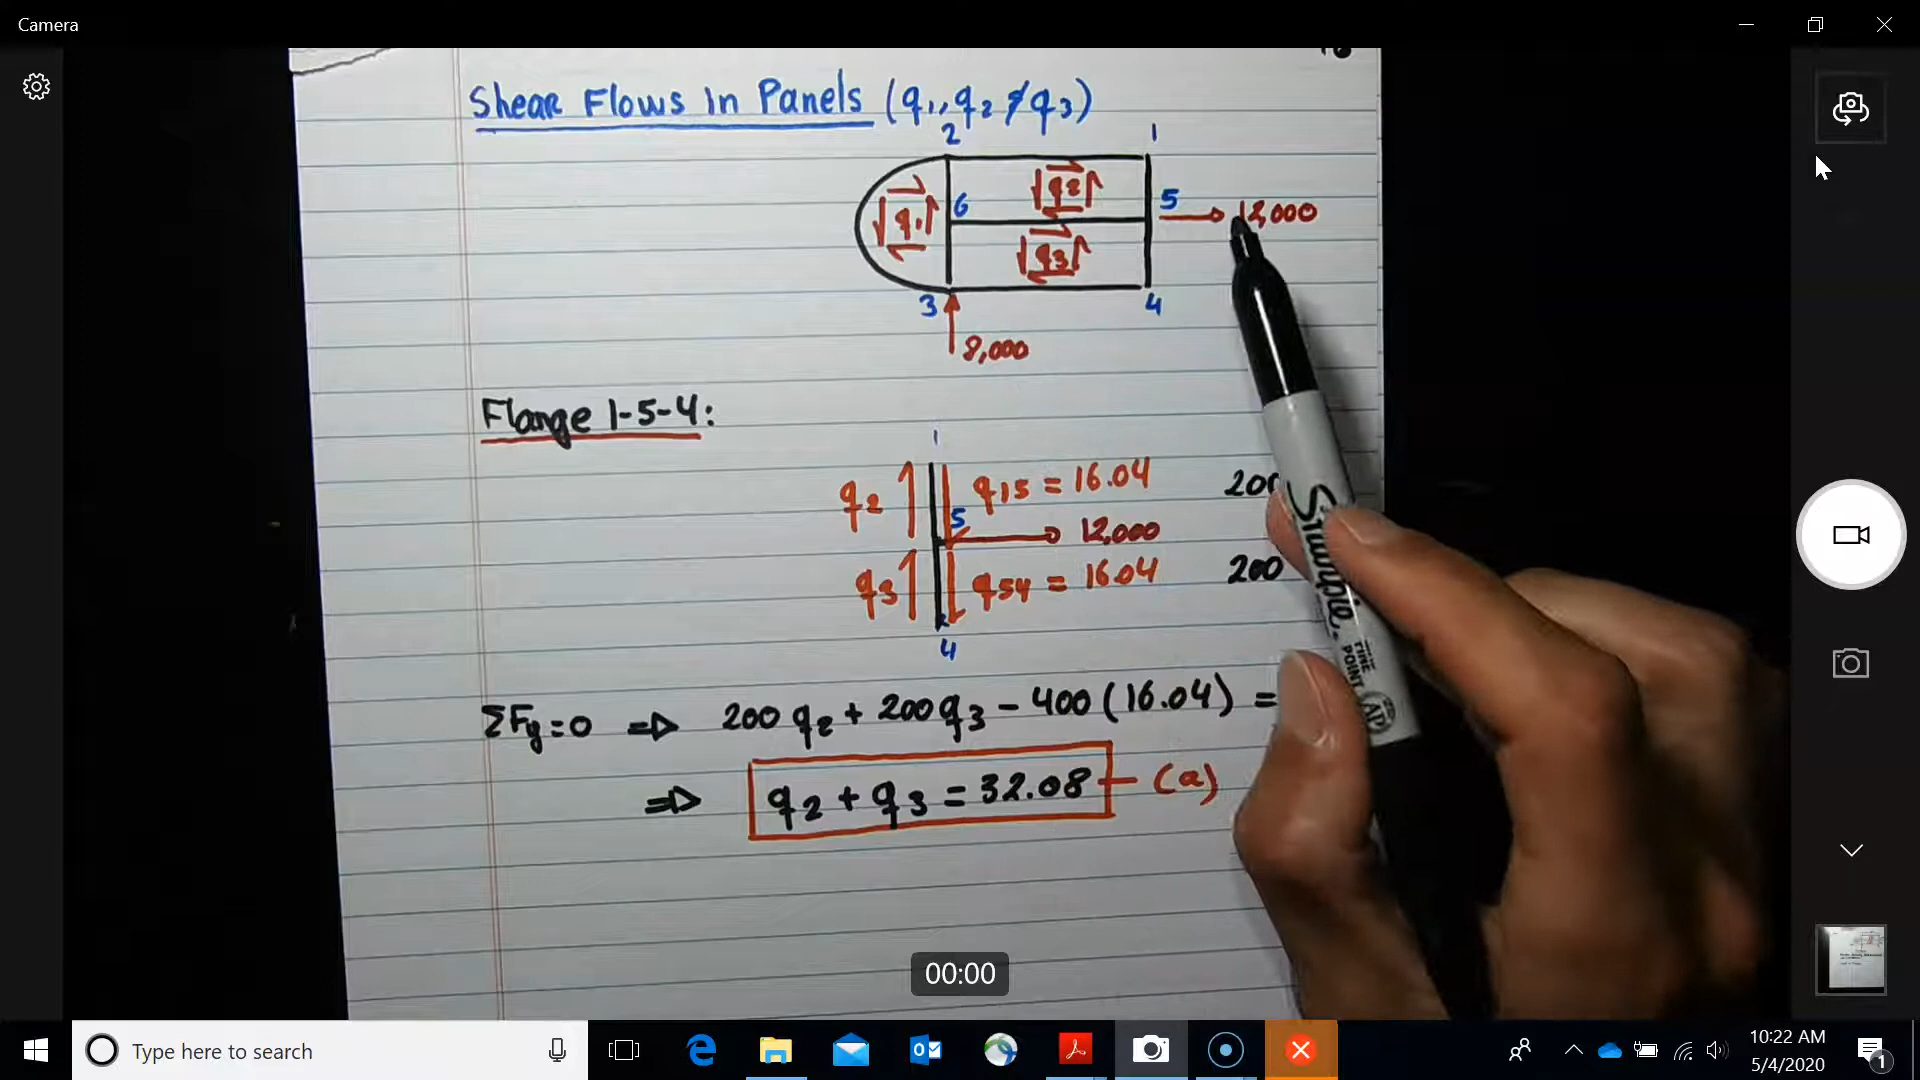 Camera
Shear Flows In Panels (q1, q2 & q3)
2
1
q1
6
q2
5
12,000
q3
3
4
8,000
Flange 1-5-4:
1
q2
q15 = 16.04
200
5
12,000
q3
q54 = 16.04
200
4
ΣFy=0 ⇒ 200 q2 + 200 q3 - 400 (16.04) =
⇒ q2 + q3 = 32.08 — (a)
Sharpie.
FINE
POINT
AP
00:00
Type here to search
10:22 AM
5/4/2020
1